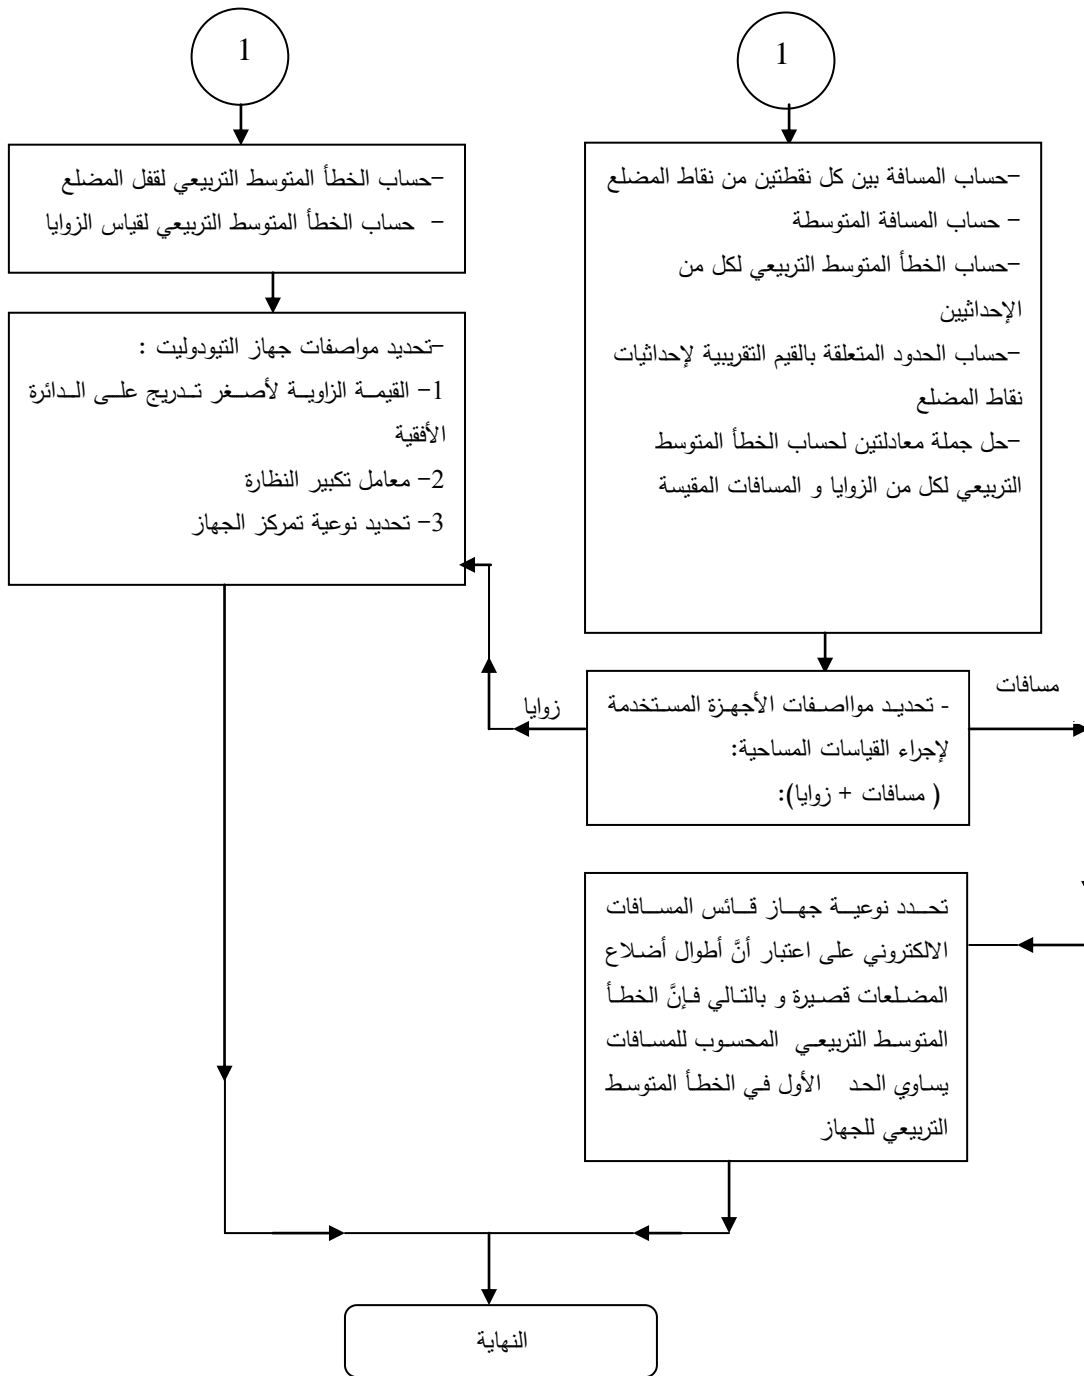 1
1
-حساب الخطأ المتوسط التربيعي لقفل المضلع
- حساب الخطأ المتوسط التربيعي لقياس الزوايا
-حساب المسافة بين كل نقطتين من نقاط المضلع
- حساب المسافة المتوسطة
-حساب الخطأ المتوسط التربيعي لكل من
الإحداثيين
-حساب الحدود المتعلقة بالقيم التقريبية لإحداثيات
نقاط المضلع
-حل جملة معادلتين لحساب الخطأ المتوسط
التربيعي لكل من الزوايا و المسافات المقيسة
-تحديد مواصفات جهاز التيودوليت :
1- القيمة الزاوية لأصغر تدريج على الدائرة
الأفقية
2- معامل تكبير النظارة
3- تحديد نوعية تمركز الجهاز
مسافات
زوايا
- تحديد موااصفات الأجهزة المستخدمة
لإجراء القياسات المساحية:
( مسافات + زوايا):
تحدد نوعية جهاز قائس المسافات
الالكتروني على اعتبار أنَّ أطوال أضلاع
المضلعات قصيرة و بالتالي فإنَّ الخطأ
المتوسط التربيعي المحسوب للمسافات
يساوي الحد الأول في الخطأ المتوسط
التربيعي للجهاز
النهاية